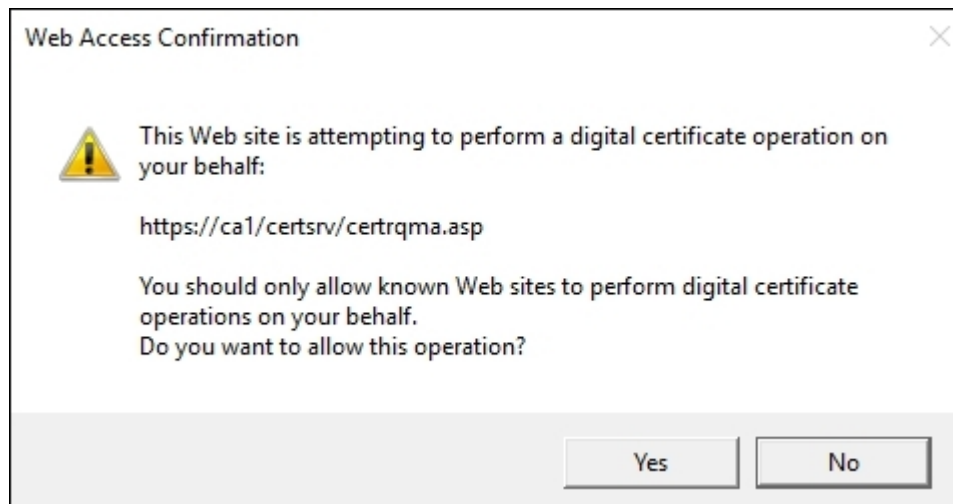 Web Access Confirmation
This Web site is attempting to perform a digital certificate operation on
your behalf:
https://ca1/certsrv/certrqma.asp
You should only allow known Web sites to perform digital certificate
operations on your behalf.
Do you want to allow this operation?
Yes No